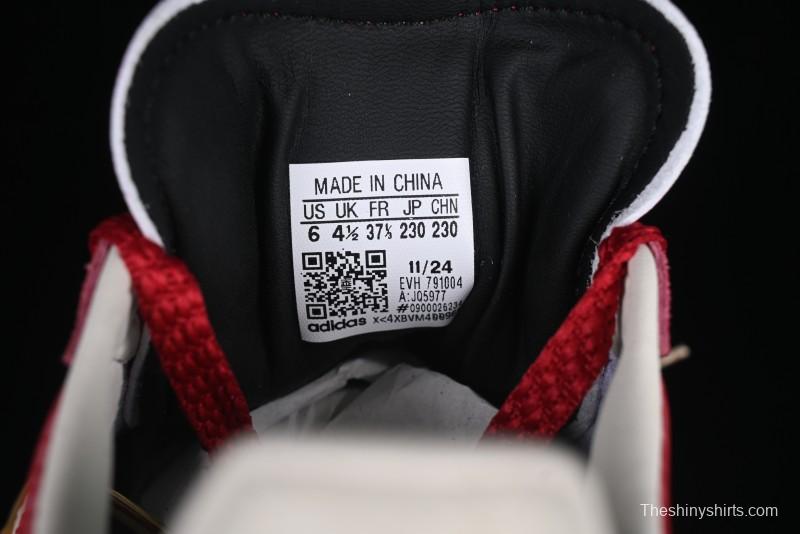 MADE IN CHINA
US UK FR JP CHN
6 4½ 37⅓ 230 230
11/24
EVH 791004
A:JQ5977
adidas
Theshinyshirts.com